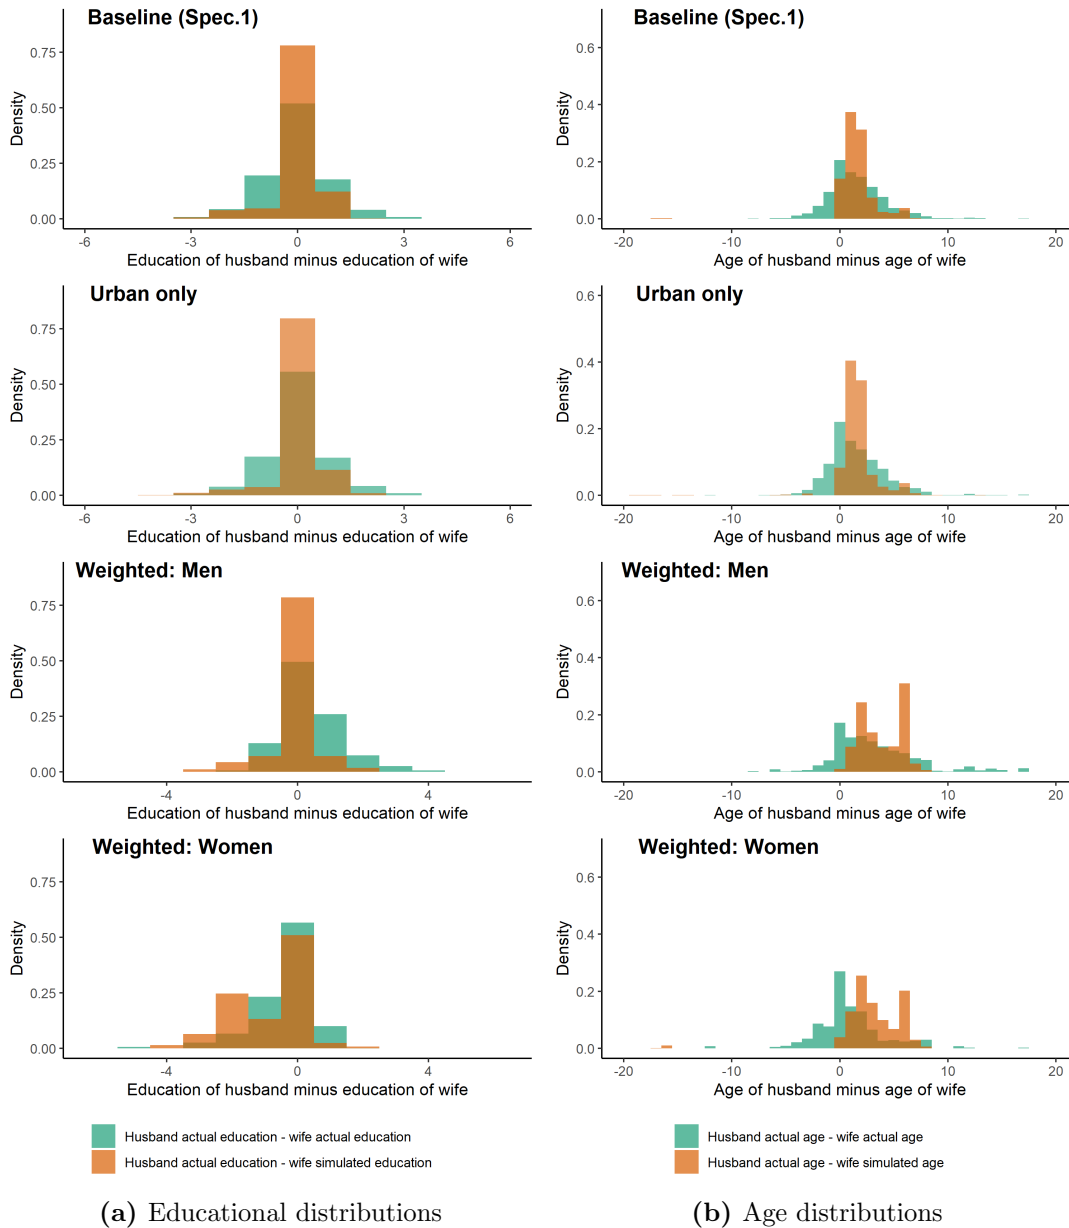 Baseline (Spec.1)
0.75
0.50
0.25
0.00
Density
-6 -3 0 3 6
Education of husband minus education of wife
Baseline (Spec.1)
0.6
0.4
0.2
0.0
Density
-20 -10 0 10 20
Age of husband minus age of wife
Urban only
0.75
0.50
0.25
0.00
Density
-6 -3 0 3 6
Education of husband minus education of wife
Urban only
0.6
0.4
0.2
0.0
Density
-20 -10 0 10 20
Age of husband minus age of wife
Weighted: Men
0.75
0.50
0.25
0.00
Density
-4 0 4
Education of husband minus education of wife
Weighted: Men
0.6
0.4
0.2
0.0
Density
-20 -10 0 10 20
Age of husband minus age of wife
Weighted: Women
0.75
0.50
0.25
0.00
Density
-4 0 4
Education of husband minus education of wife
Weighted: Women
0.6
0.4
0.2
0.0
Density
-20 -10 0 10 20
Age of husband minus age of wife
Husband actual education - wife actual education
Husband actual education - wife simulated education
Husband actual age - wife actual age
Husband actual age - wife simulated age
(a) Educational distributions
(b) Age distributions